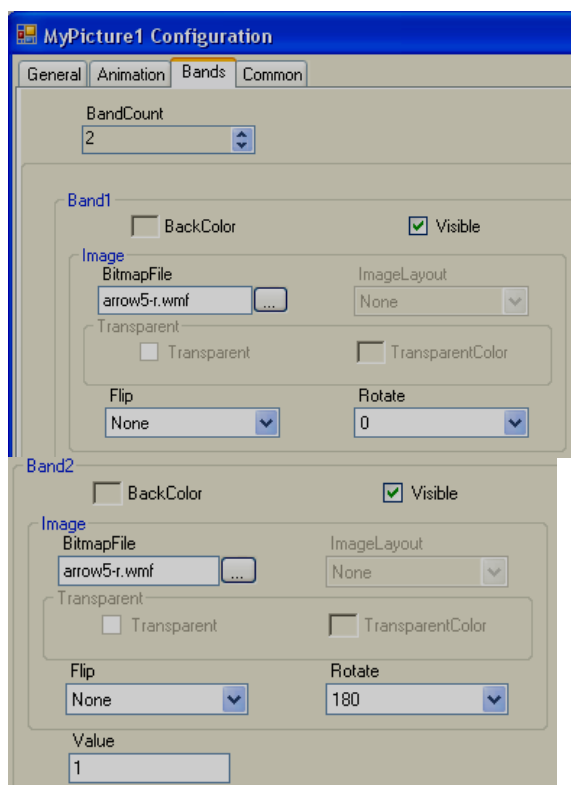 MyPicture1 Configuration
General Animation Bands Common
BandCount
2
Band1
BackColor Visible
Image
BitmapFile ImageLayout
arrow5-r.wmf ... None
Transparent
Transparent TransparentColor
Flip Rotate
None 0
Band2
BackColor Visible
Image
BitmapFile ImageLayout
arrow5-r.wmf ... None
Transparent
Transparent TransparentColor
Flip Rotate
None 180
Value
1